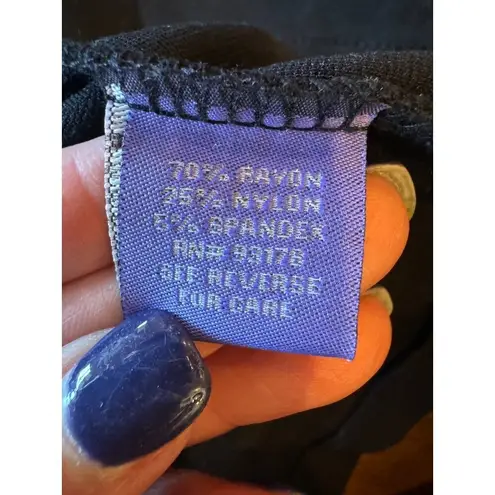 70% RAYON
25% NYLON
5% SPANDEX
RN# 93176
SEE REVERSE
FOR CARE